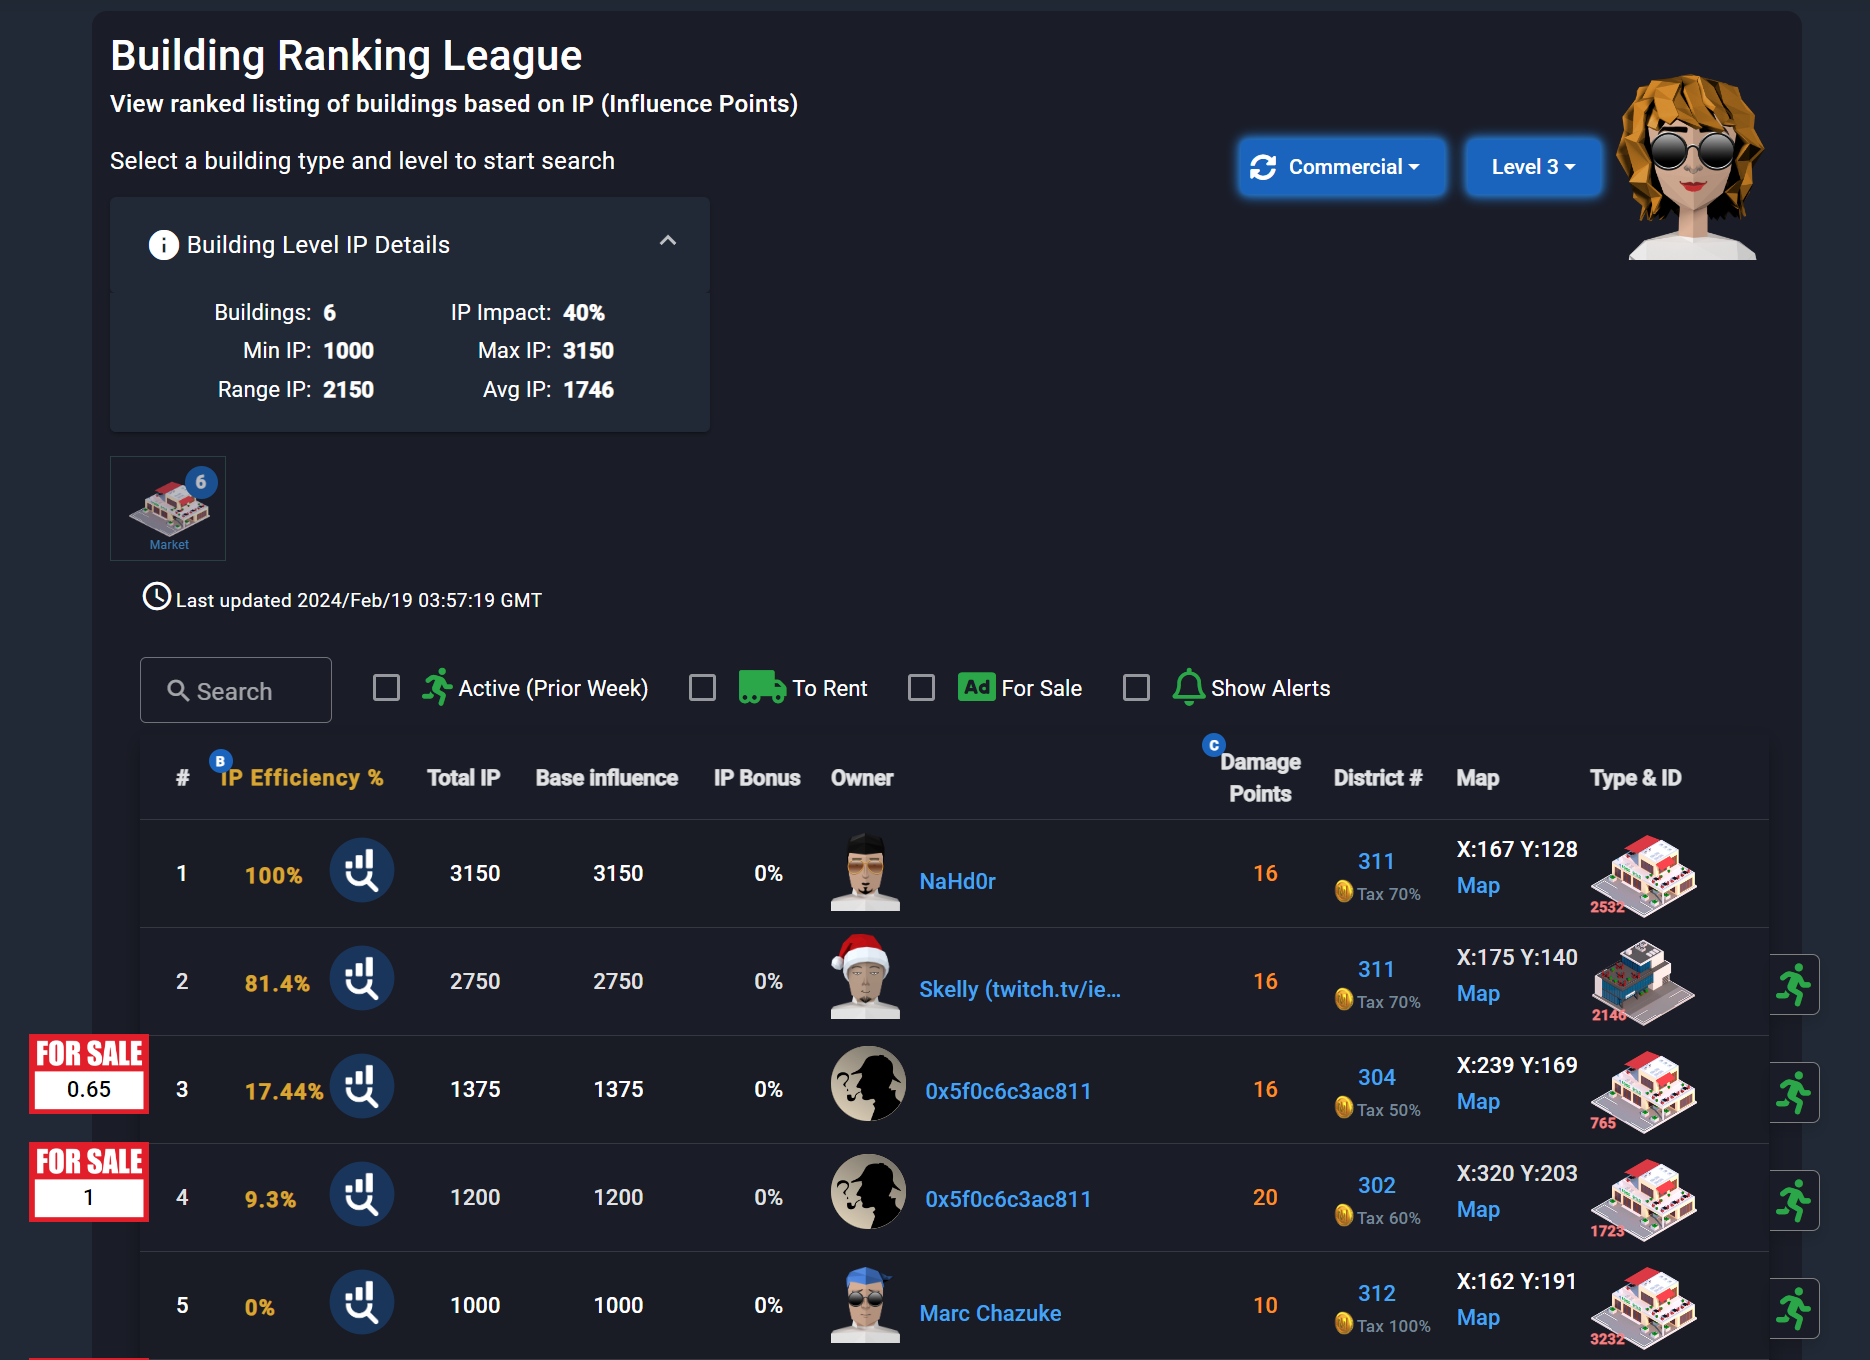 Building Ranking League
View ranked listing of buildings based on IP (Influence Points)
Select a building type and level to start search
Commercial
Level 3
Building Level IP Details
Buildings: 6 IP Impact: 40%
Min IP: 1000 Max IP: 3150
Range IP: 2150 Avg IP: 1746
6
Market
Last updated 2024/Feb/19 03:57:19 GMT
Search
Active (Prior Week)
To Rent
Ad For Sale
Show Alerts
# B IP Efficiency % Total IP Base influence IP Bonus Owner C Damage Points District # Map Type & ID
1 100% 3150 3150 0% NaHd0r 16 311 X:167 Y:128
Tax 70% Map 2532
2 81.4% 2750 2750 0% Skelly (twitch.tv/ie... 16 311 X:175 Y:140
Tax 70% Map 2146
FOR SALE
0.65
3 17.44% 1375 1375 0% 0x5f0c6c3ac811 16 304 X:239 Y:169
Tax 50% Map 765
FOR SALE
1
4 9.3% 1200 1200 0% 0x5f0c6c3ac811 20 302 X:320 Y:203
Tax 60% Map 1723
5 0% 1000 1000 0% Marc Chazuke 10 312 X:162 Y:191
Tax 100% Map 3232